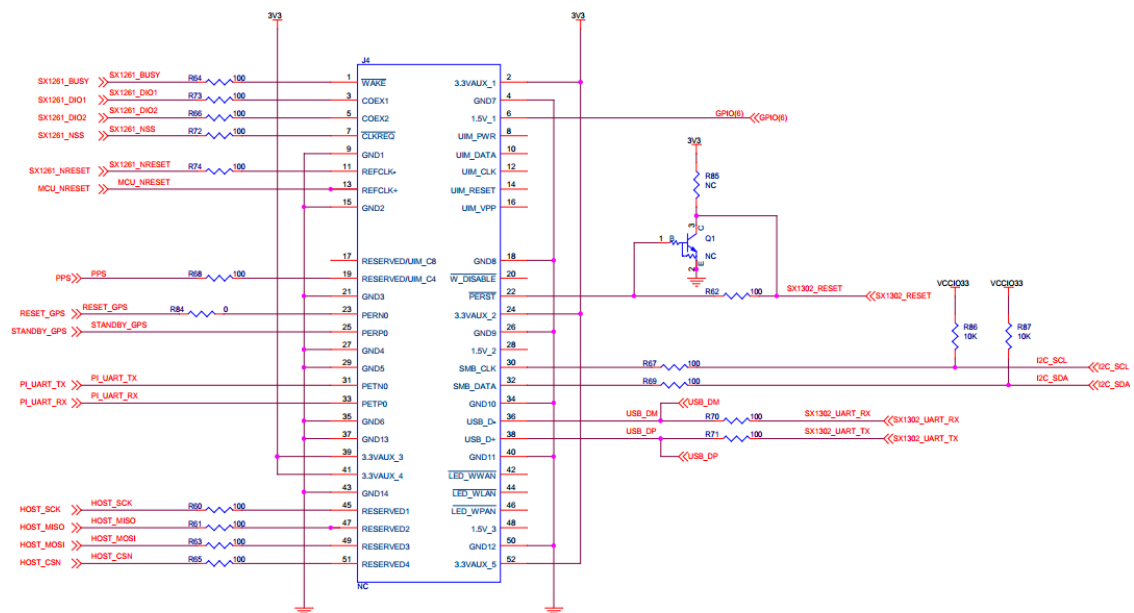 3V3
3V3
J4
SX1261_BUSY SX1261_BUSY R64 100 1 WAKE 3.3VAUX_1 2
SX1261_DIO1 SX1261_DIO1 R73 100 3 COEX1 GND7 4
SX1261_DIO2 SX1261_DIO2 R66 100 5 COEX2 1.5V_1 6 GPIO(6) GPIO(6)
SX1261_NSS SX1261_NSS R72 100 7 CLKREQ UIM_PWR 8
9 GND1 UIM_DATA 10
SX1261_NRESET SX1261_NRESET R74 100 11 REFCLK- UIM_CLK 12
MCU_NRESET MCU_NRESET 13 REFCLK+ UIM_RESET 14
15 GND2 UIM_VPP 16
3V3
R85
NC
3 C
1 B Q1
NC
2 E
17 RESERVED/UIM_C8 GND8 18
PPS PPS R68 100 19 RESERVED/UIM_C4 W_DISABLE 20
21 GND3 PERST 22 R62 100 SX1302_RESET SX1302_RESET
RESET_GPS RESET_GPS R84 0 23 PERN0 3.3VAUX_2 24
STANDBY_GPS STANDBY_GPS 25 PERP0 GND9 26
VCCIO33 VCCIO33
R86 R87
10K 10K
27 GND4 1.5V_2 28
29 GND5 SMB_CLK 30 R67 100 I2C_SCL I2C_SCL
PI_UART_TX PI_UART_TX 31 PETN0 SMB_DATA 32 R69 100 I2C_SDA I2C_SDA
PI_UART_RX PI_UART_RX 33 PETP0 GND10 34 USB_DM
35 GND6 USB_D- 36 USB_DM R70 100 SX1302_UART_RX SX1302_UART_RX
37 GND13 USB_D+ 38 USB_DP R71 100 SX1302_UART_TX SX1302_UART_TX
39 3.3VAUX_3 GND11 40 USB_DP
41 3.3VAUX_4 LED_WWAN 42
43 GND14 LED_WLAN 44
HOST_SCK HOST_SCK R60 100 45 RESERVED1 LED_WPAN 46
HOST_MISO HOST_MISO R61 100 47 RESERVED2 1.5V_3 48
HOST_MOSI HOST_MOSI R63 100 49 RESERVED3 GND12 50
HOST_CSN HOST_CSN R65 100 51 RESERVED4 3.3VAUX_5 52
NC